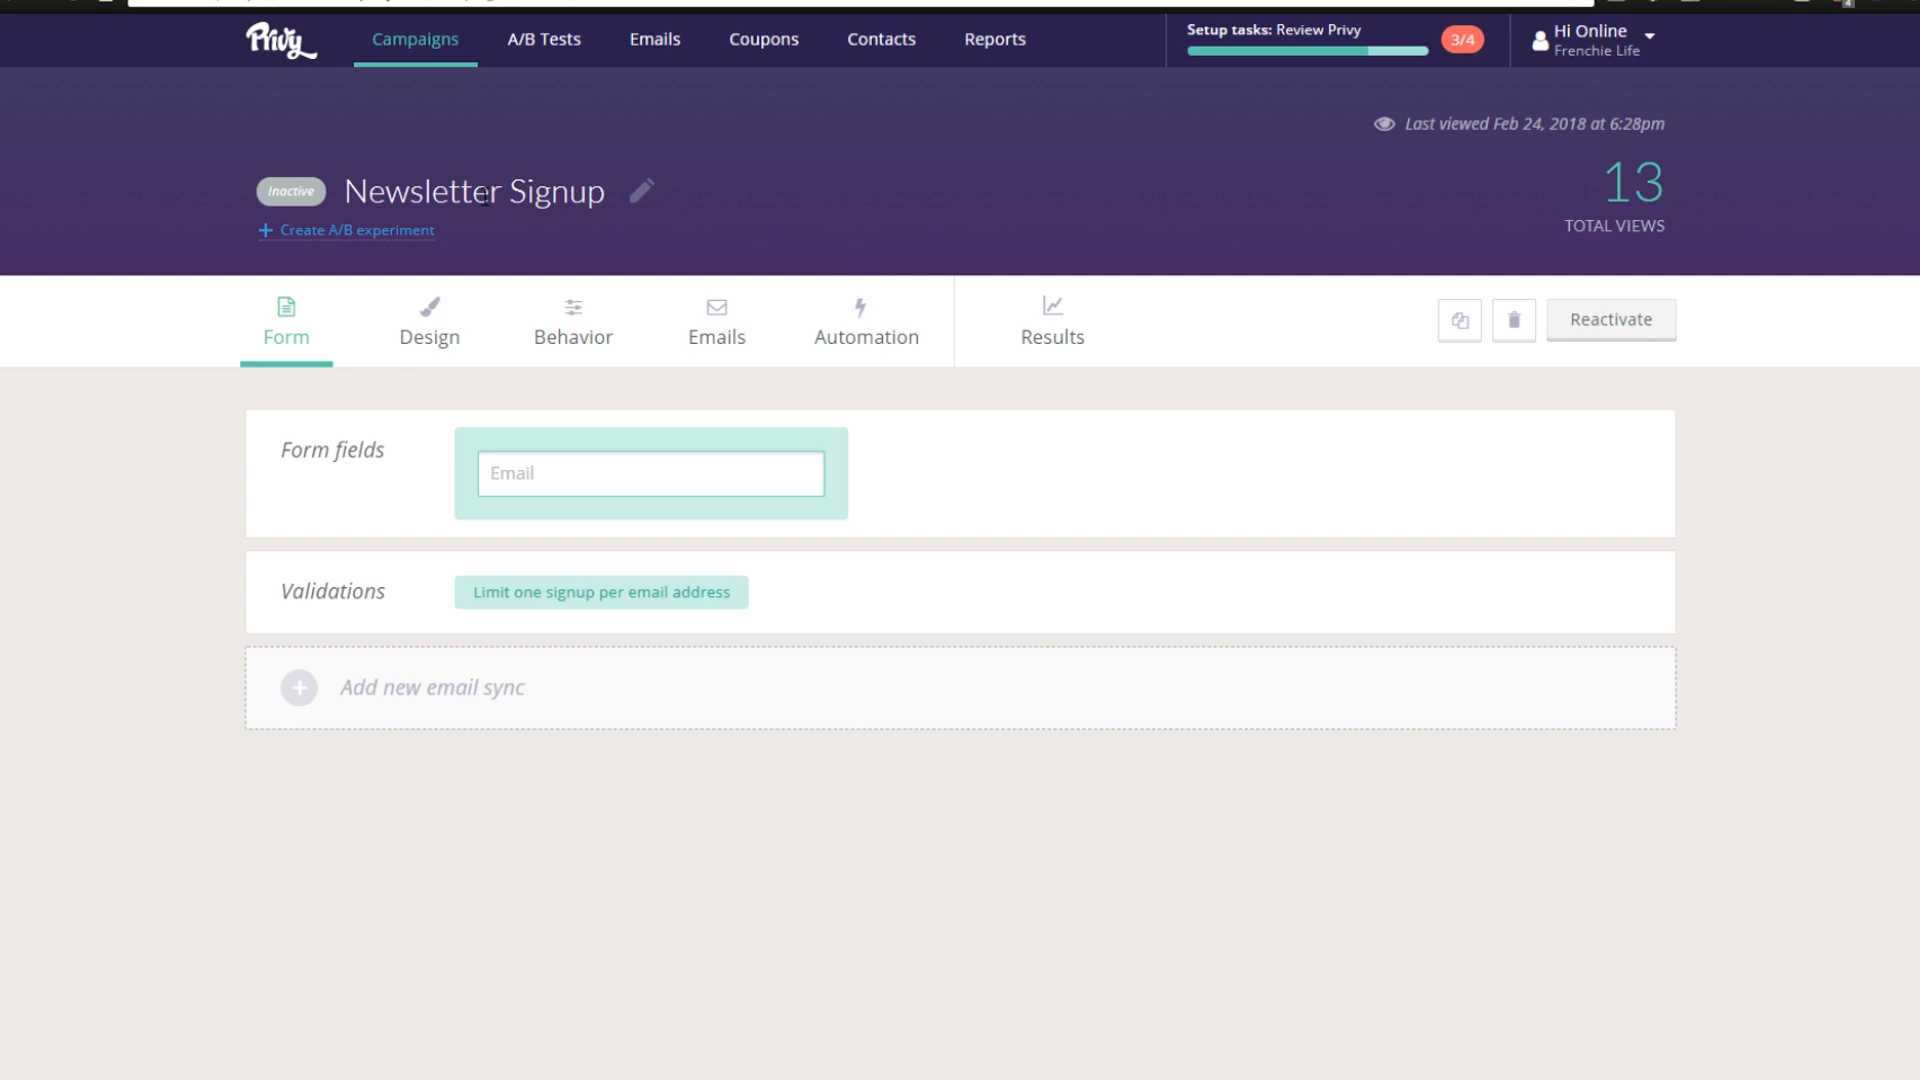 Privy
Campaigns
A/B Tests
Emails
Coupons
Contacts
Reports
Setup tasks: Review Privy
3/4
Hi Online
Frenchie Life
4
Last viewed Feb 24, 2018 at 6:28pm
13
TOTAL VIEWS
Inactive
Newsletter Signup
Create A/B experiment
Form
Design
Behavior
Emails
Automation
Results
Reactivate
Form fields
Email
Validations
Limit one signup per email address
Add new email sync